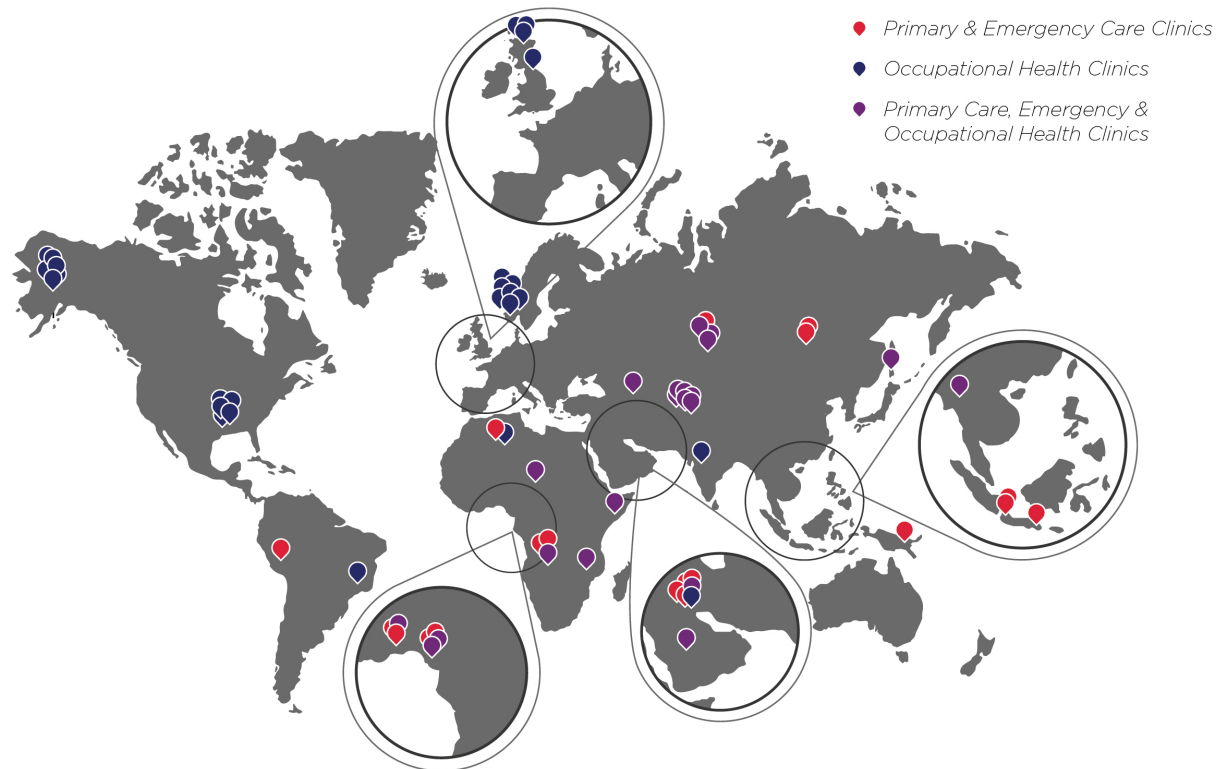 Primary & Emergency Care Clinics
Occupational Health Clinics
Primary Care, Emergency &
Occupational Health Clinics